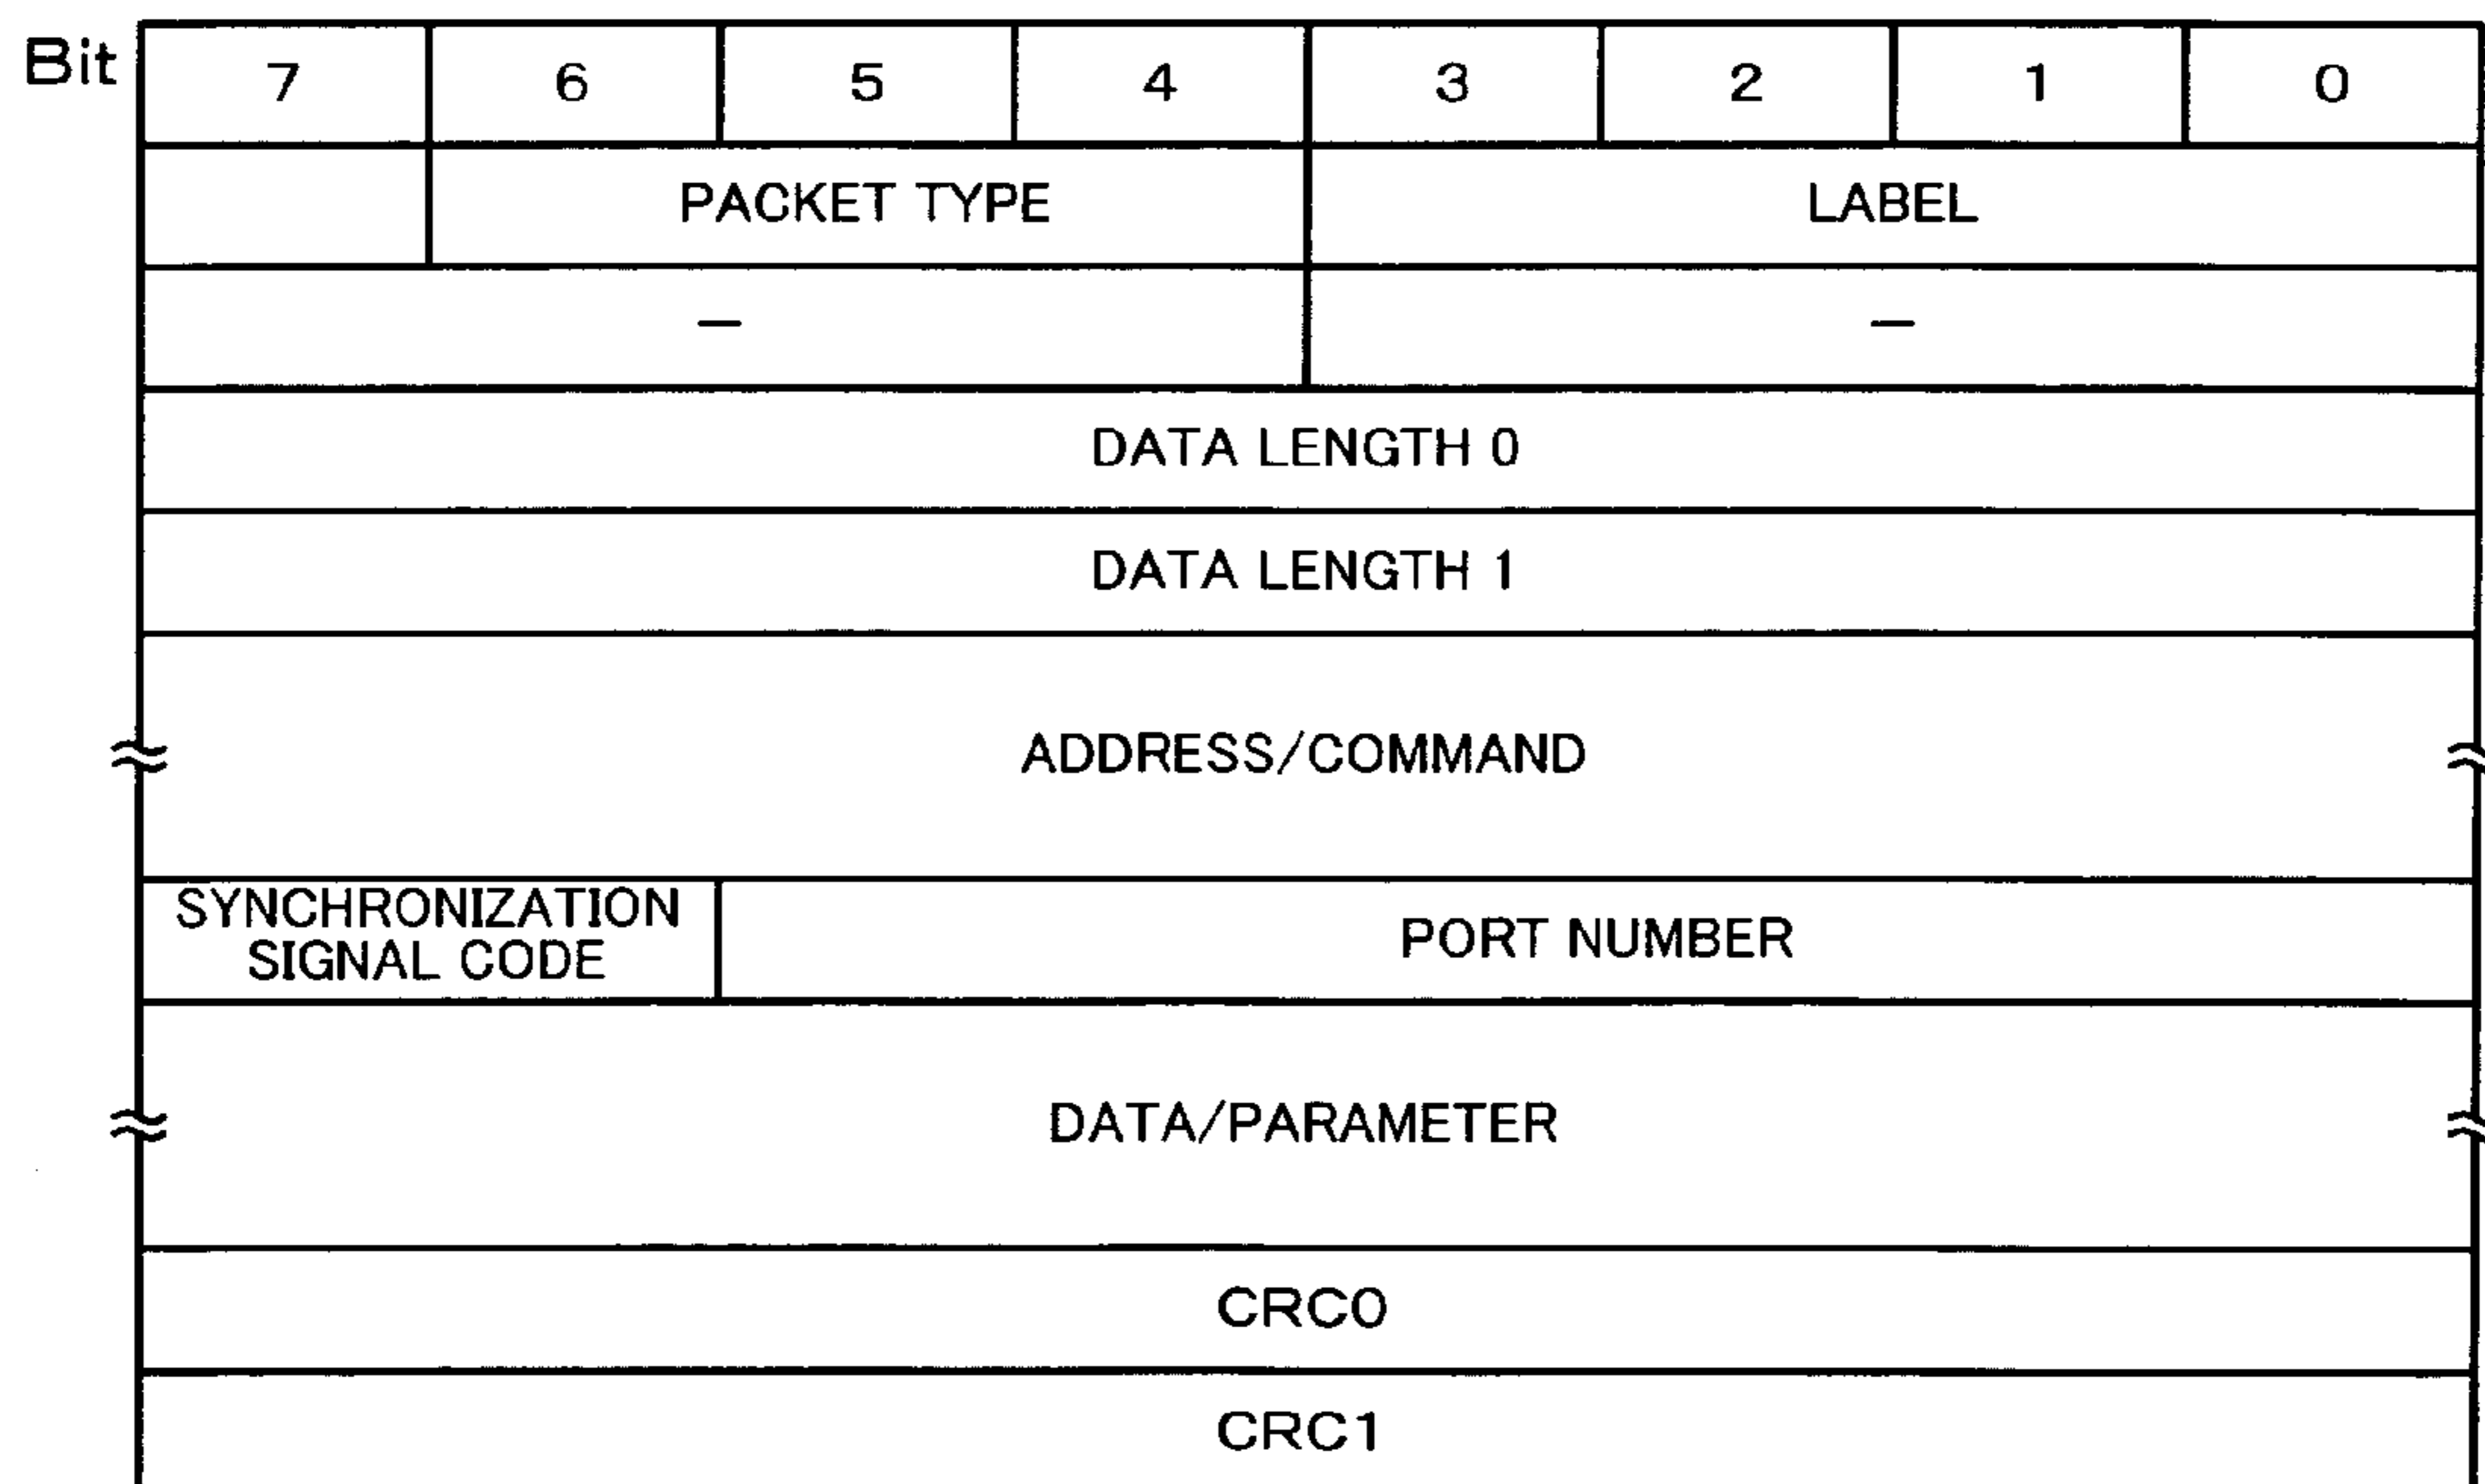 Bit 7 6 5 4 3 2 1 0
PACKET TYPE LABEL
– –
DATA LENGTH 0
DATA LENGTH 1
ADDRESS/COMMAND
SYNCHRONIZATION
SIGNAL CODE
PORT NUMBER
DATA/PARAMETER
CRC0
CRC1